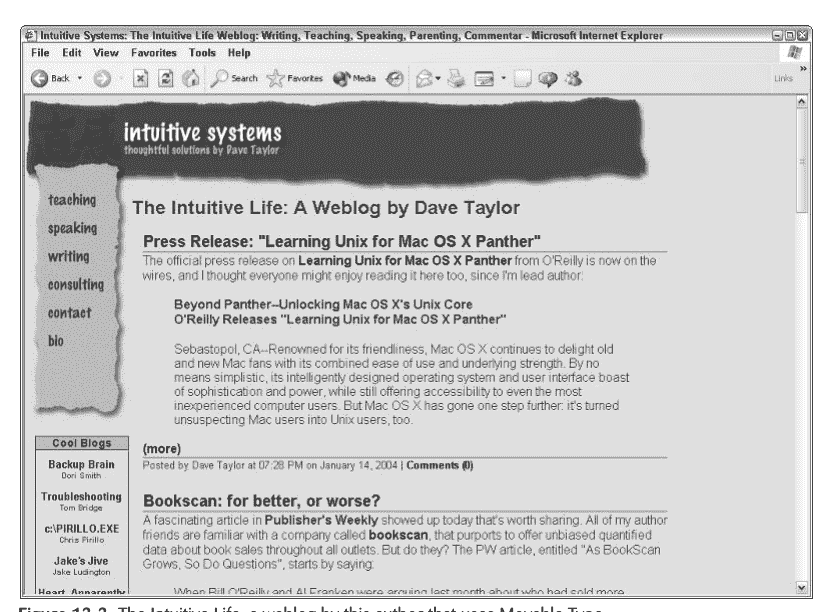 Intuitive Systems: The Intuitive Life Weblog: Writing, Teaching, Speaking, Parenting, Commentar - Microsoft Internet Explorer
File Edit View Favorites Tools Help
Back Search Favorites Media Links
intuitive systems
thoughtful solutions by Dave Taylor
teaching
speaking
writing
consulting
contact
bio
The Intuitive Life: A Weblog by Dave Taylor
Press Release: "Learning Unix for Mac OS X Panther"
The official press release on Learning Unix for Mac OS X Panther from O'Reilly is now on the
wires, and I thought everyone might enjoy reading it here too, since I'm lead author:
Beyond Panther--Unlocking Mac OS X's Unix Core
O'Reilly Releases "Learning Unix for Mac OS X Panther"
Sebastopol, CA--Renowned for its friendliness, Mac OS X continues to delight old
and new Mac fans with its combined ease of use and underlying strength. By no
means simplistic, its intelligently designed operating system and user interface boast
of sophistication and power, while still offering accessibility to even the most
inexperienced computer users. But Mac OS X has gone one step further: it's turned
unsuspecting Mac users into Unix users, too.
(more)
Posted by Dave Taylor at 07:28 PM on January 14, 2004 | Comments (0)
Cool Blogs
Backup Brain
Dori Smith
Troubleshooting
Tom Bridge
c:\PIRILLO.EXE
Chris Pirillo
Jake's Jive
Jake Ludington
Heart, Apparently
Bookscan: for better, or worse?
A fascinating article in Publisher's Weekly showed up today that's worth sharing. All of my author
friends are familiar with a company called bookscan, that purports to offer unbiased quantified
data about book sales throughout all outlets. But do they? The PW article, entitled "As BookScan
Grows, So Do Questions", starts by saying:
When Bill O'Reilly and Al Franken were arguing last month about who had sold more
Figure 12-2 The Intuitive Life, a weblog by this author that uses Movable Type